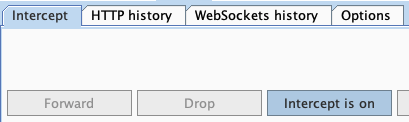 Intercept HTTP history WebSockets history Options
Forward Drop Intercept is on